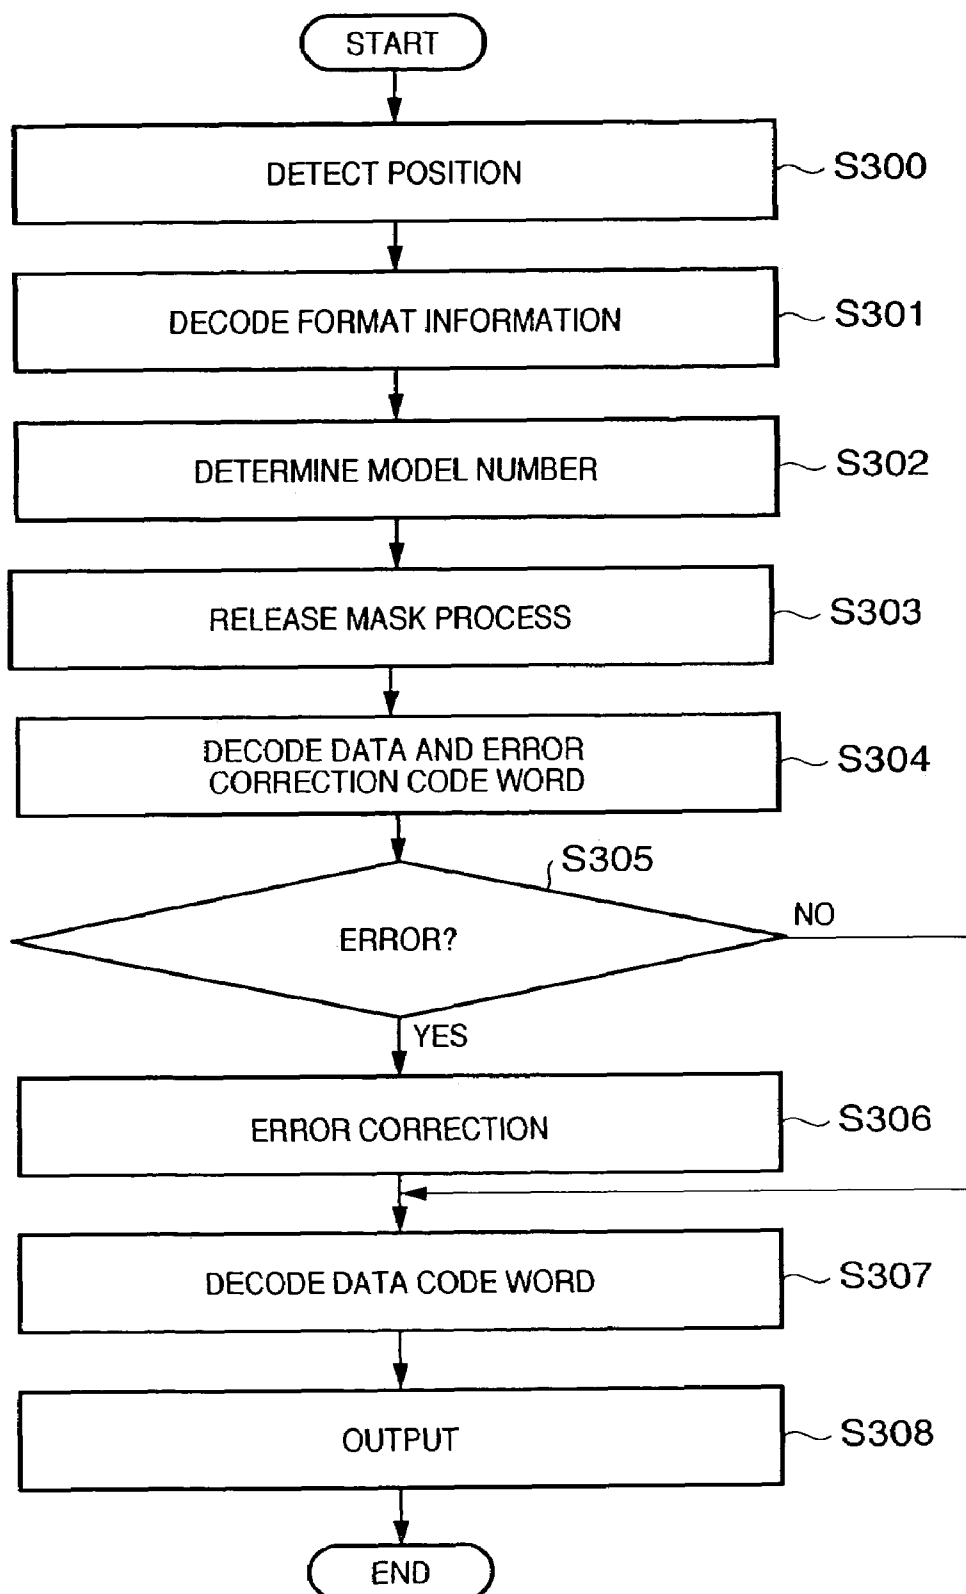 START
DETECT POSITION
S300
DECODE FORMAT INFORMATION
S301
DETERMINE MODEL NUMBER
S302
RELEASE MASK PROCESS
S303
DECODE DATA AND ERROR
CORRECTION CODE WORD
S304
S305
ERROR?
NO
YES
ERROR CORRECTION
S306
DECODE DATA CODE WORD
S307
OUTPUT
S308
END